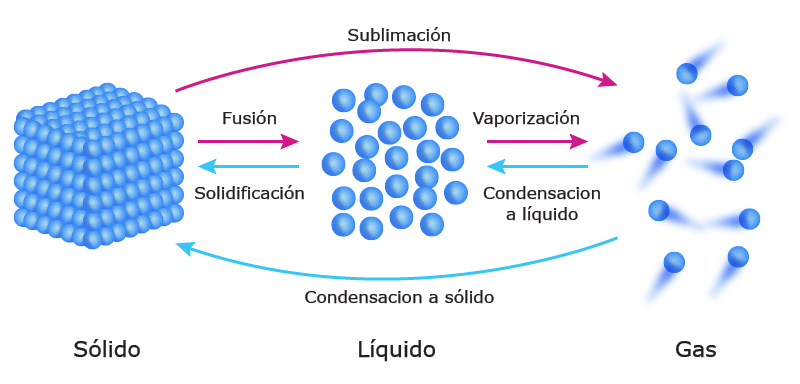 Sublimación
Fusión
Vaporización
Solidificación
Condensacion
a líquido
Condensacion a sólido
Sólido
Líquido
Gas